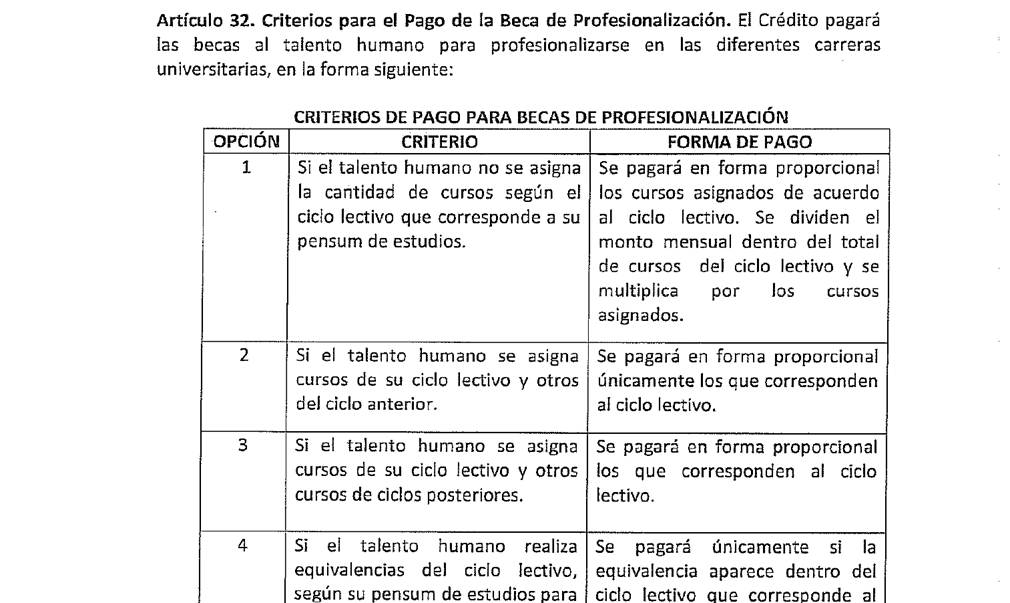 Artículo 32. Criterios para el Pago de la Beca de Profesionalización. El Crédito pagará
las becas al talento humano para profesionalizarse en las diferentes carreras
universitarias, en la forma siguiente:
CRITERIOS DE PAGO PARA BECAS DE PROFESIONALIZACIÓN
OPCIÓN CRITERIO FORMA DE PAGO
1
Si el talento humano no se asigna
la cantidad de cursos según el
ciclo lectivo que corresponde a su
pensum de estudios.
Se pagará en forma proporcional
los cursos asignados de acuerdo
al ciclo lectivo. Se dividen el
monto mensual dentro del total
de cursos del ciclo lectivo y se
multiplica por los cursos
asignados.
2
Si el talento humano se asigna
cursos de su ciclo lectivo y otros
del ciclo anterior.
Se pagará en forma proporcional
únicamente los que corresponden
al ciclo lectivo.
3
Si el talento humano se asigna
cursos de su ciclo lectivo y otros
cursos de ciclos posteriores.
Se pagará en forma proporcional
los que corresponden al ciclo
lectivo.
4
Si el talento humano realiza
equivalencias del ciclo lectivo,
según su pensum de estudios para
Se pagará únicamente si la
equivalencia aparece dentro del
ciclo lectivo que corresponde al